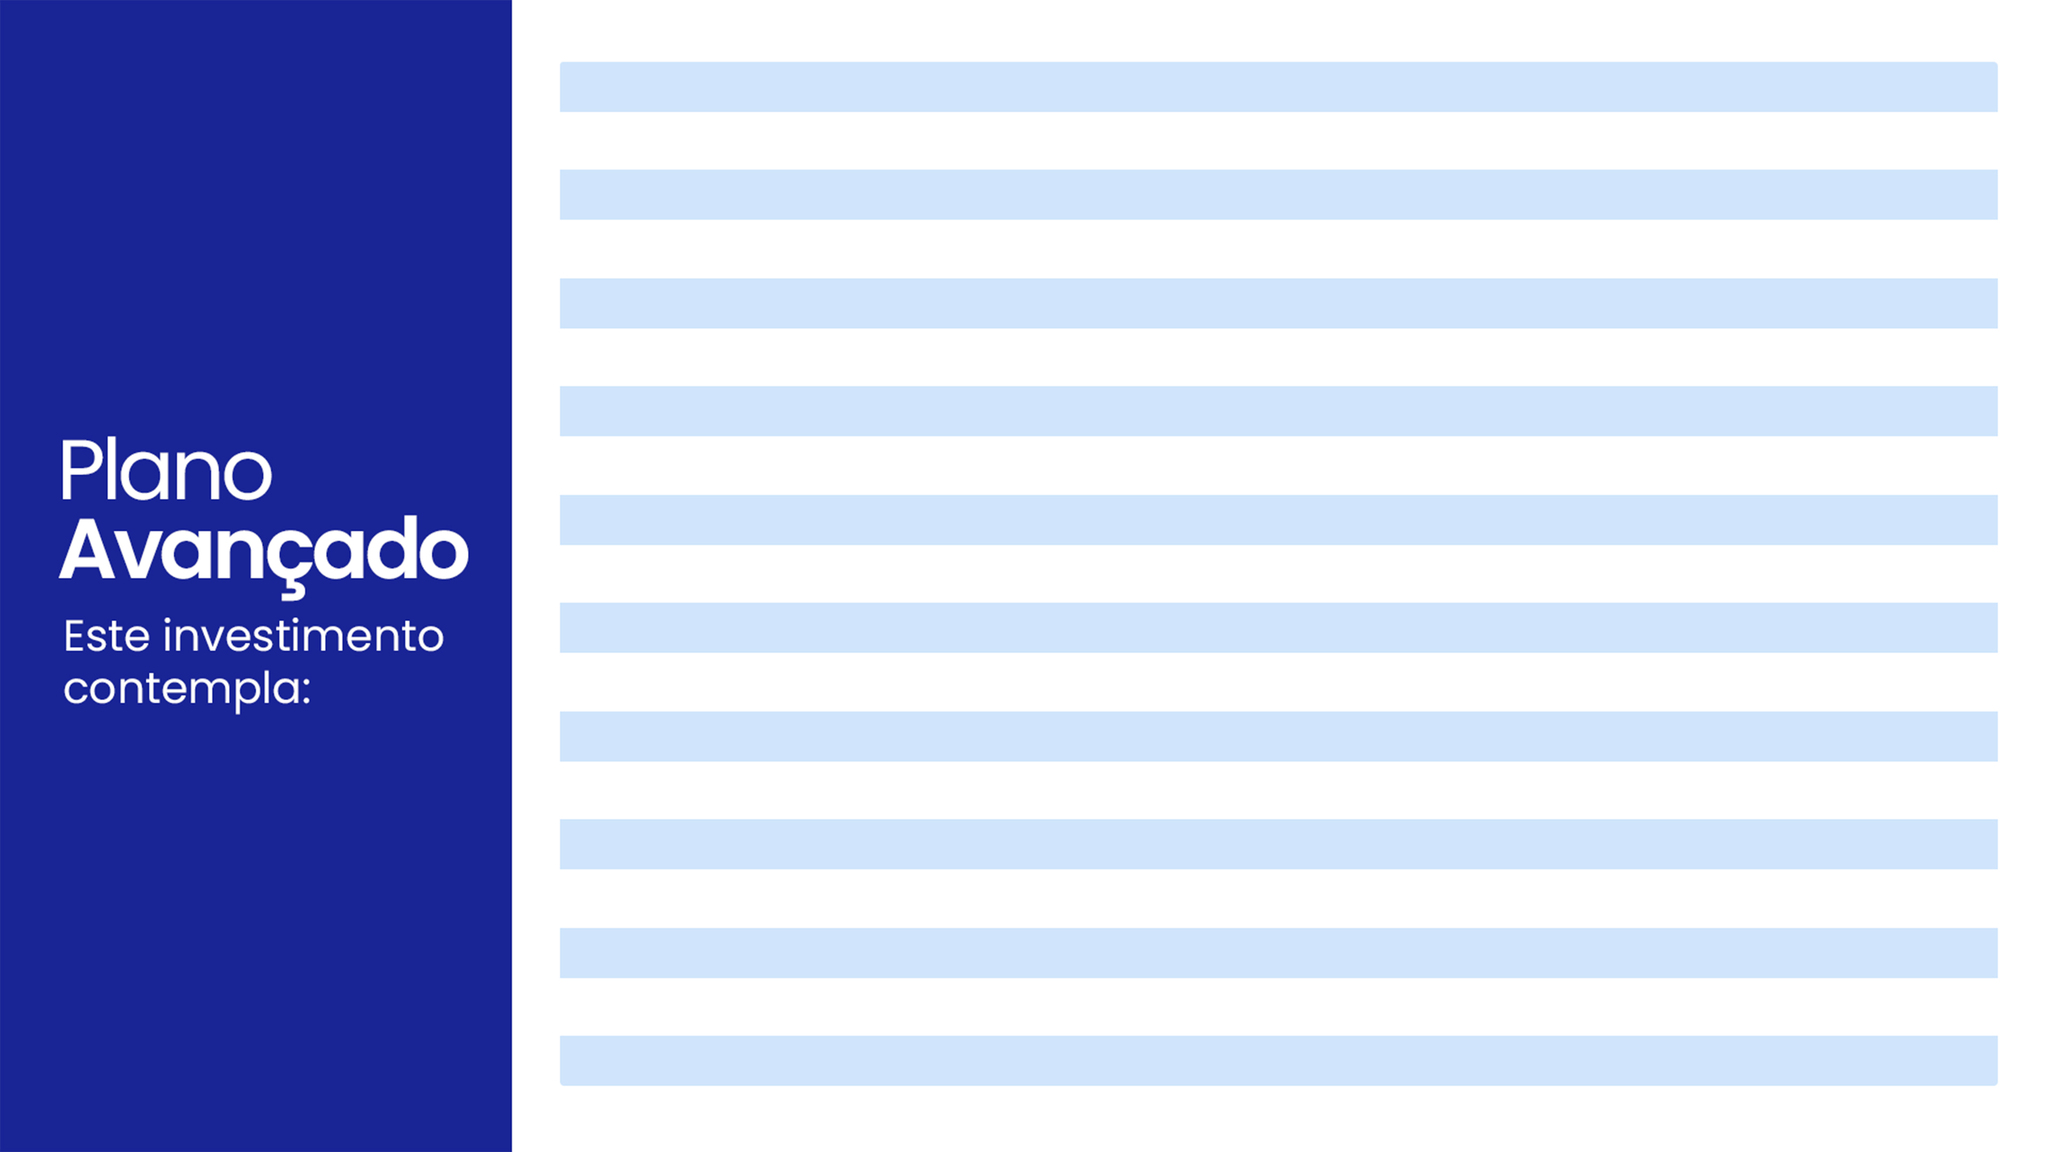 Plano
Avançado
Este investimento
contempla: